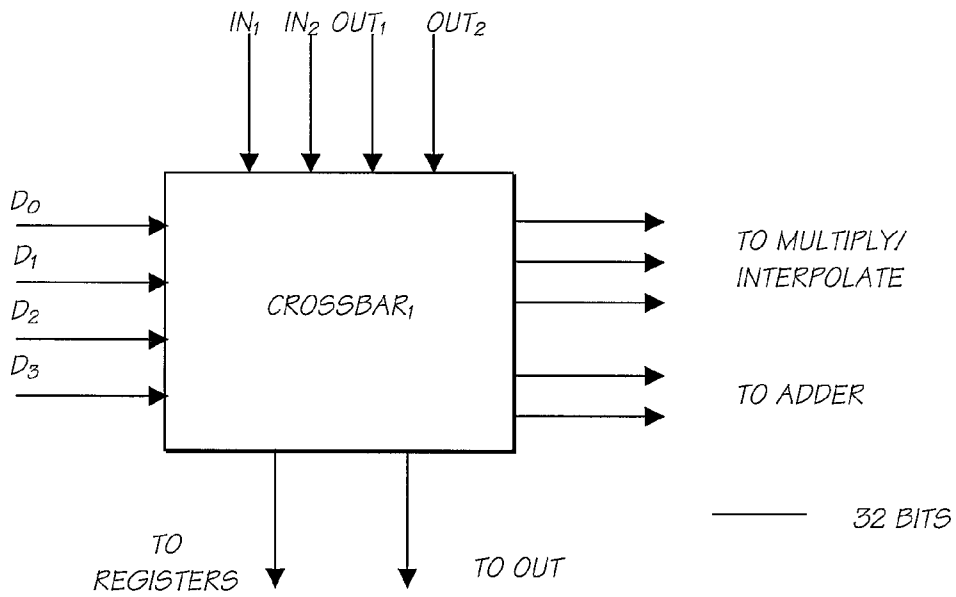 IN₁ IN₂ OUT₁ OUT₂
D₀
D₁
D₂
D₃
CROSSBAR₁
TO MULTIPLY/
INTERPOLATE
TO ADDER
32 BITS
TO
REGISTERS
TO OUT